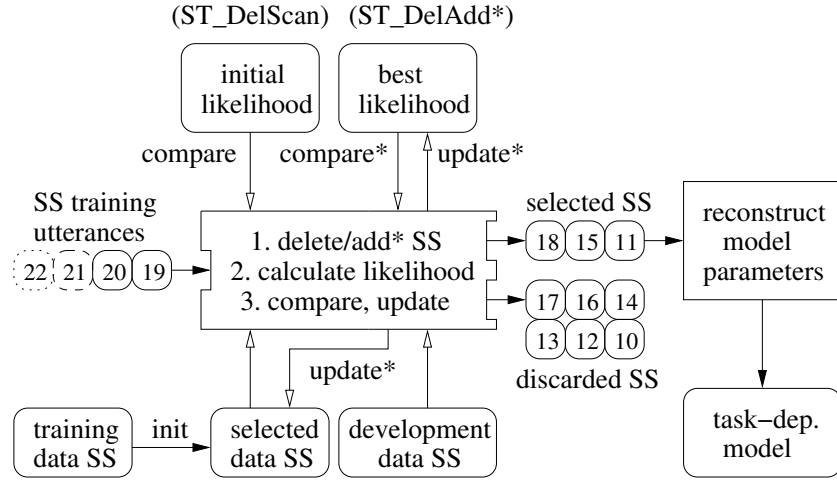 (ST_DelScan) (ST_DelAdd*)
initial
likelihood
best
likelihood
compare compare* update*
SS training
utterances
22 21 20 19
1. delete/add* SS
2. calculate likelihood
3. compare, update
selected SS
18 15 11
17 16 14
13 12 10
discarded SS
reconstruct
model
parameters
update*
training
data SS
init
selected
data SS
development
data SS
task−dep.
model